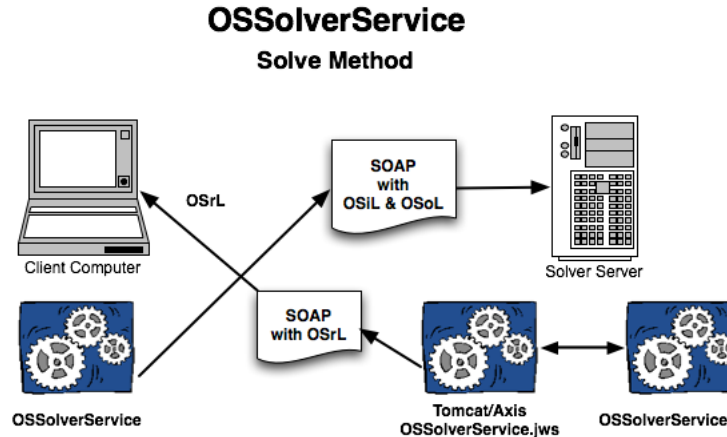 OSSolverService
Solve Method
SOAP
with
OSiL & OSoL
OSrL
Client Computer
Solver Server
SOAP
with OSrL
OSSolverService
Tomcat/Axis
OSSolverService.jws
OSSolverService